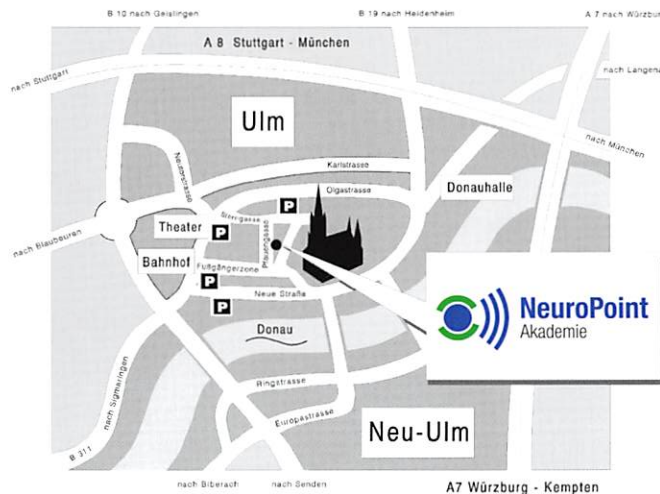 B 10 nach Geislingen
B 19 nach Heidenheim
A 7 nach Würzburg
A 8 Stuttgart - München
nach Stuttgart
nach Langenau
Ulm
nach München
Neutorstrasse
Karlstrasse
Olgastrasse
Donauhalle
P
Sterngasse
Theater
P
Pfauengasse
nach Blaubeuren
Bahnhof
Fußgängerzone
P
Neue Straße
P
NeuroPoint
Akademie
Donau
nach Sigmaringen
Ringstrasse
Europastrasse
Neu-Ulm
B 311
nach Biberach
nach Senden
A7 Würzburg - Kempten